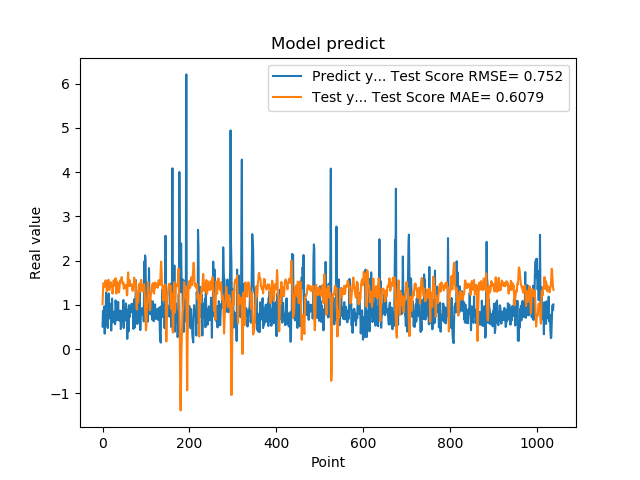 Model predict
Predict y... Test Score RMSE= 0.752
Test y... Test Score MAE= 0.6079
Real value
6
5
4
3
2
1
0
−1
0 200 400 600 800 1000
Point